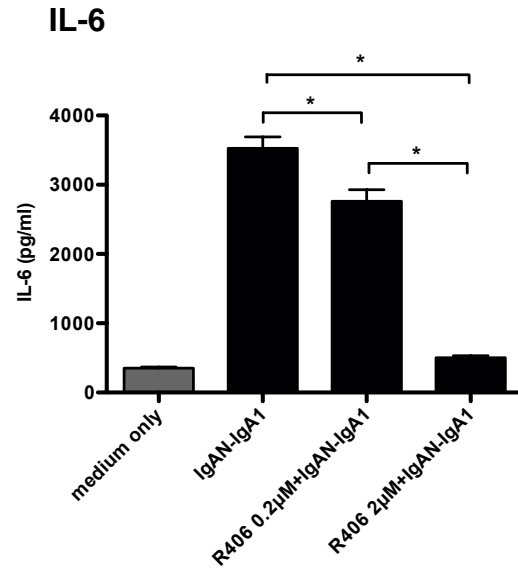 IL-6
*
*
*
4000
3000
2000
1000
0
IL-6 (pg/ml)
medium only
IgAN-IgA1
R406 0.2µM+IgAN-IgA1
R406 2µM+IgAN-IgA1